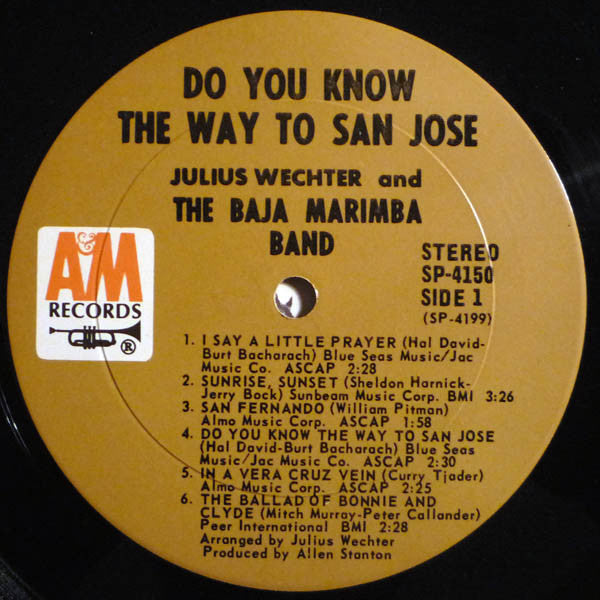 DO YOU KNOW
THE WAY TO SAN JOSE
JULIUS WECHTER and
THE BAJA MARIMBA
BAND
A&M
RECORDS
®
STEREO
SP-4150
SIDE 1
(SP-4199)
1. I SAY A LITTLE PRAYER (Hal David-
Burt Bacharach) Blue Seas Music/Jac
Music Co. ASCAP 2:28
2. SUNRISE, SUNSET (Sheldon Harnick-
Jerry Bock) Sunbeam Music Corp. BMI 3:26
3. SAN FERNANDO (William Pitman)
Almo Music Corp. ASCAP 1:58
4. DO YOU KNOW THE WAY TO SAN JOSE
(Hal David-Burt Bacharach) Blue Seas
Music/Jac Music Co. ASCAP 2:30
5. IN A VERA CRUZ VEIN (Curry Tjader)
Almo Music Corp. ASCAP 2:25
6. THE BALLAD OF BONNIE AND
CLYDE (Mitch Murray-Peter Callander)
Peer International BMI 2:28
Arranged by Julius Wechter
Produced by Allen Stanton